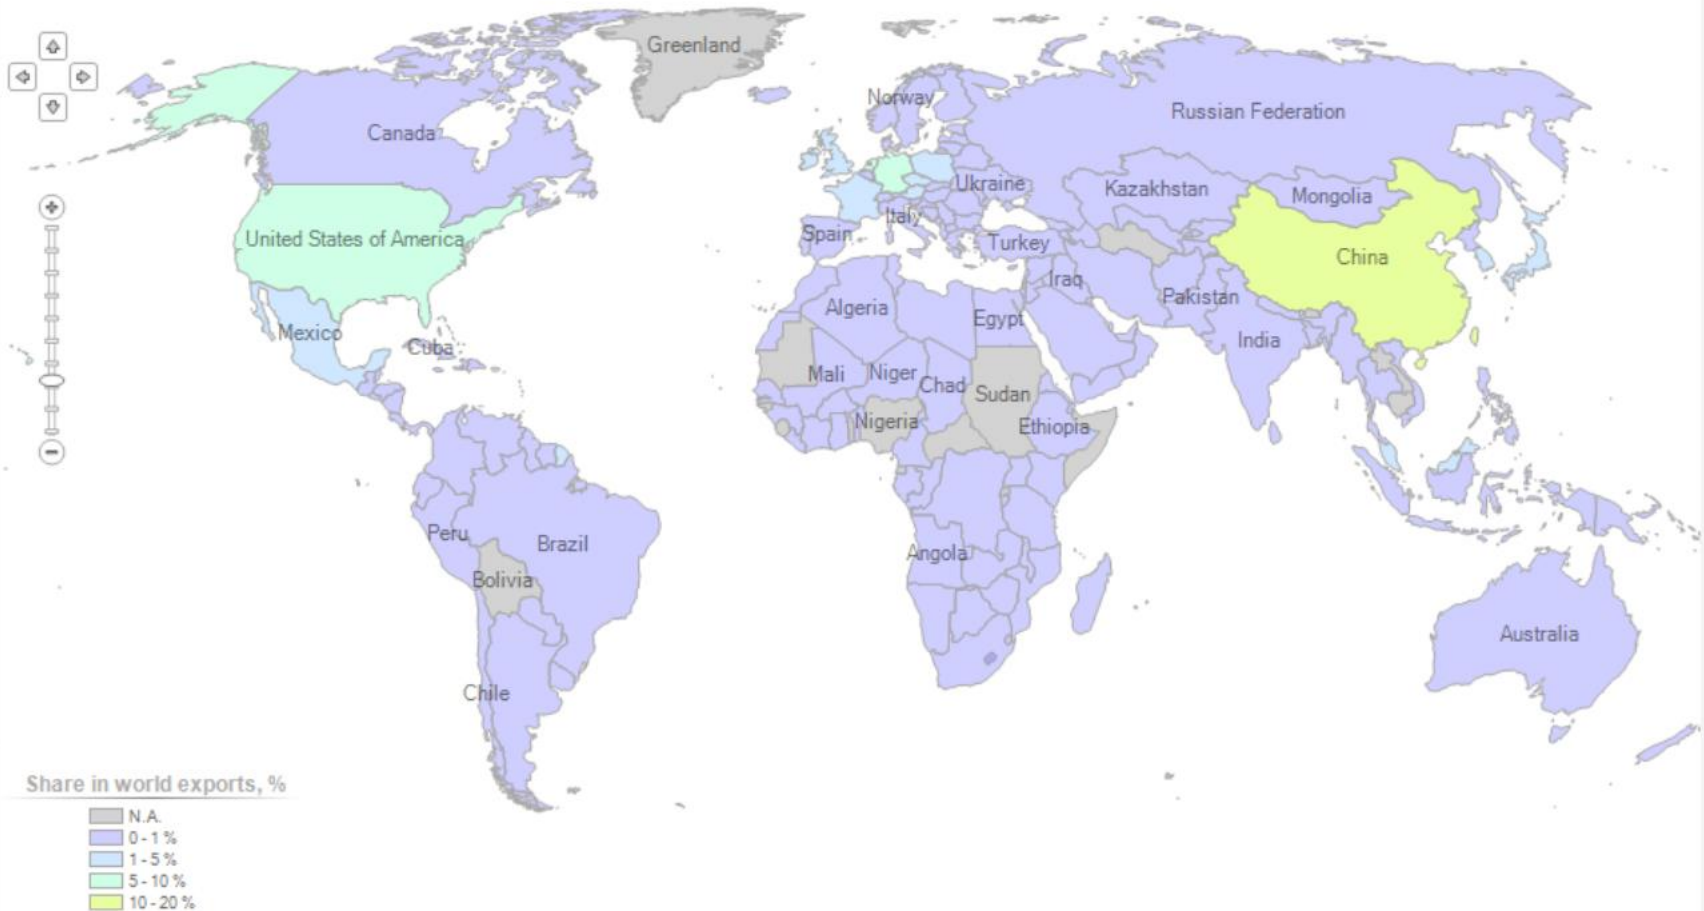 Greenland
Norway
Russian Federation
Canada
Ukraine
Kazakhstan
Mongolia
Italy
Spain
United States of America
Turkey
China
Iraq
Pakistan
Algeria
Egypt
Mexico
India
Cuba
Mali
Niger
Chad
Sudan
Nigeria
Ethiopia
Peru
Brazil
Angola
Bolivia
Australia
Chile
Share in world exports, %
N.A.
0 - 1 %
1 - 5 %
5 - 10 %
10 - 20 %